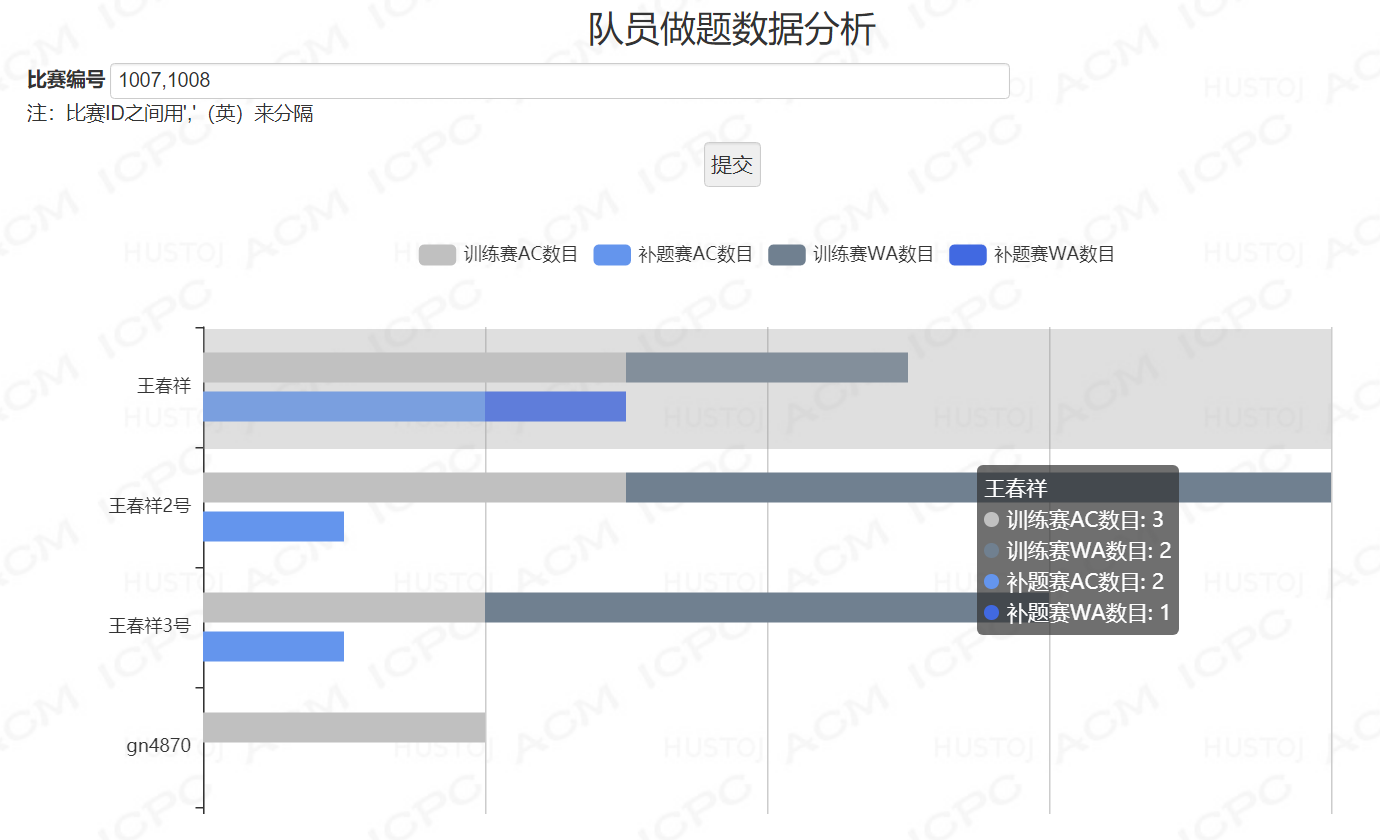 队员做题数据分析
比赛编号 1007,1008
注：比赛ID之间用','（英）来分隔
提交
训练赛AC数目 补题赛AC数目 训练赛WA数目 补题赛WA数目
王春祥
王春祥2号
王春祥3号
gn4870
王春祥
训练赛AC数目: 3
训练赛WA数目: 2
补题赛AC数目: 2
补题赛WA数目: 1
HUSTOJ ACM ICPC